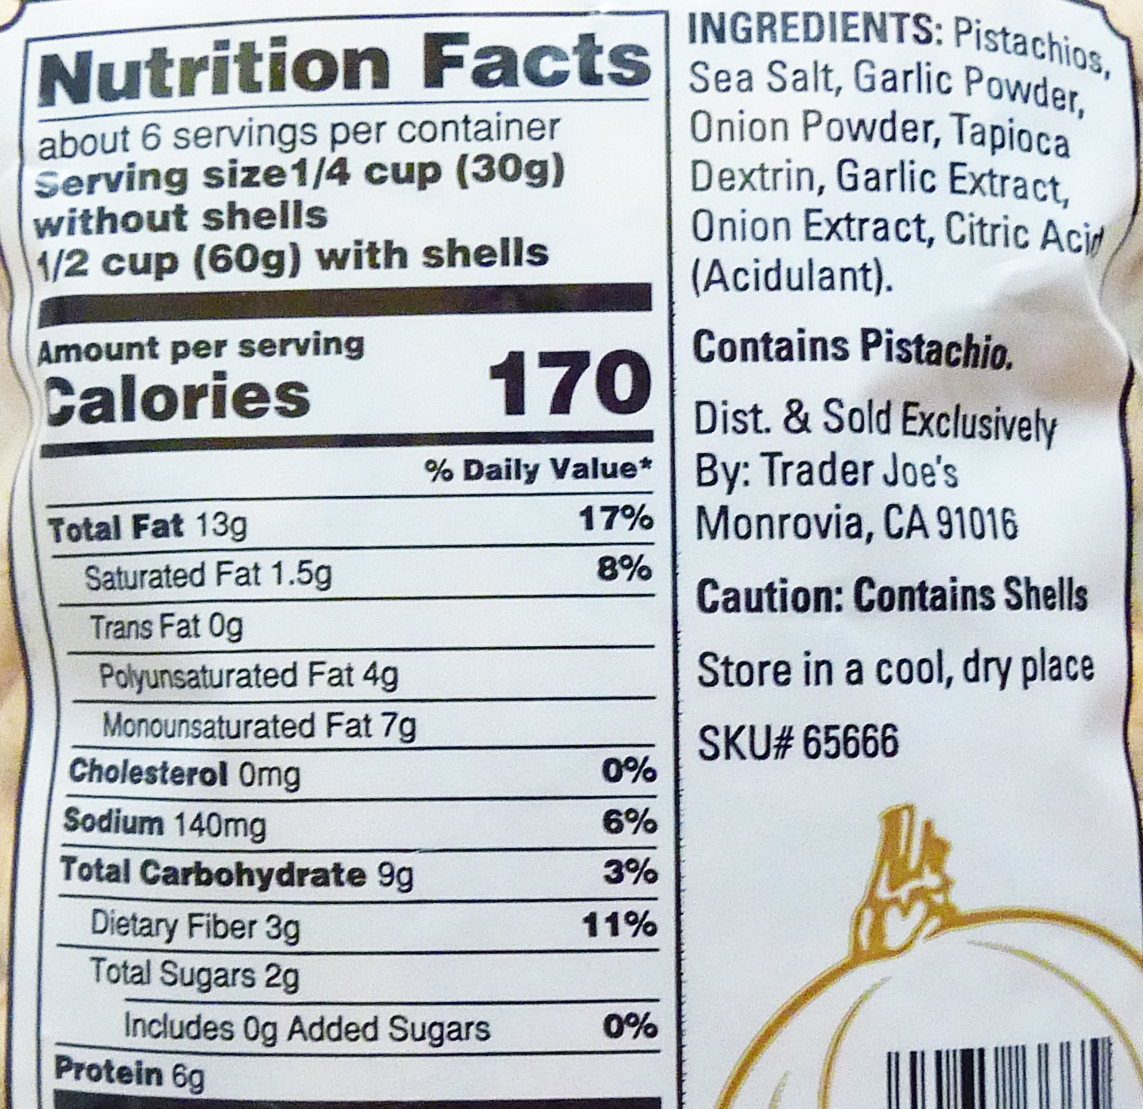 Nutrition Facts
about 6 servings per container
Serving size1/4 cup (30g)
without shells
1/2 cup (60g) with shells
Amount per serving
Calories 170
% Daily Value*
Total Fat 13g 17%
Saturated Fat 1.5g 8%
Trans Fat 0g
Polyunsaturated Fat 4g
Monounsaturated Fat 7g
Cholesterol 0mg 0%
Sodium 140mg 6%
Total Carbohydrate 9g 3%
Dietary Fiber 3g 11%
Total Sugars 2g
Includes 0g Added Sugars 0%
Protein 6g
INGREDIENTS: Pistachios,
Sea Salt, Garlic Powder,
Onion Powder, Tapioca
Dextrin, Garlic Extract,
Onion Extract, Citric Acid
(Acidulant).
Contains Pistachio.
Dist. & Sold Exclusively
By: Trader Joe's
Monrovia, CA 91016
Caution: Contains Shells
Store in a cool, dry place
SKU# 65666